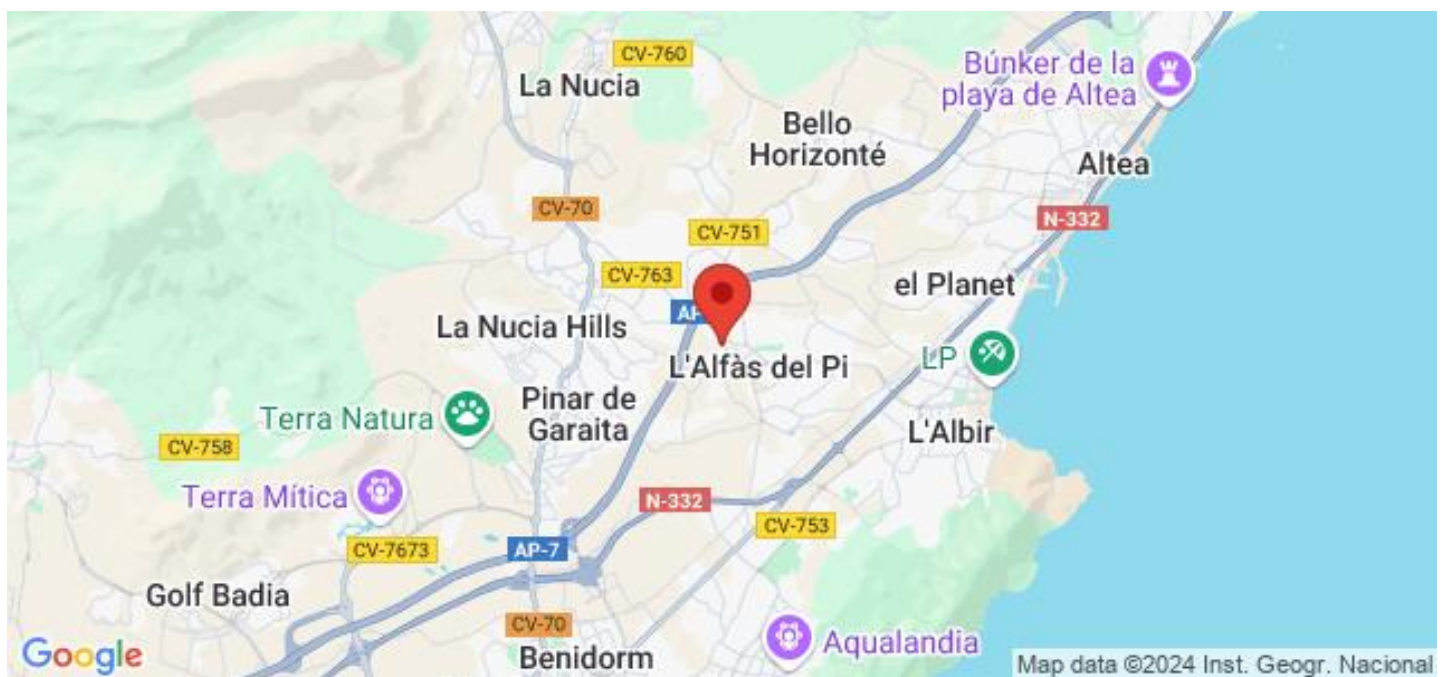 CV-760
La Nucia
Búnker de la
playa de Altea
Bello
Horizonté
Altea
CV-70
N-332
CV-751
CV-763
el Planet
AP
La Nucia Hills
L'Alfàs del Pi
LP
Pinar de
Garaita
Terra Natura
L'Albir
CV-758
Terra Mítica
N-332
CV-753
CV-7673
AP-7
Golf Badia
CV-70
Benidorm
Aqualandia
Google
Map data ©2024 Inst. Geogr. Nacional